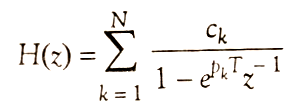 H(z) = \sum_{k=1}^{N} \frac{c_k}{1 - e^{p_k T} z^{-1}}